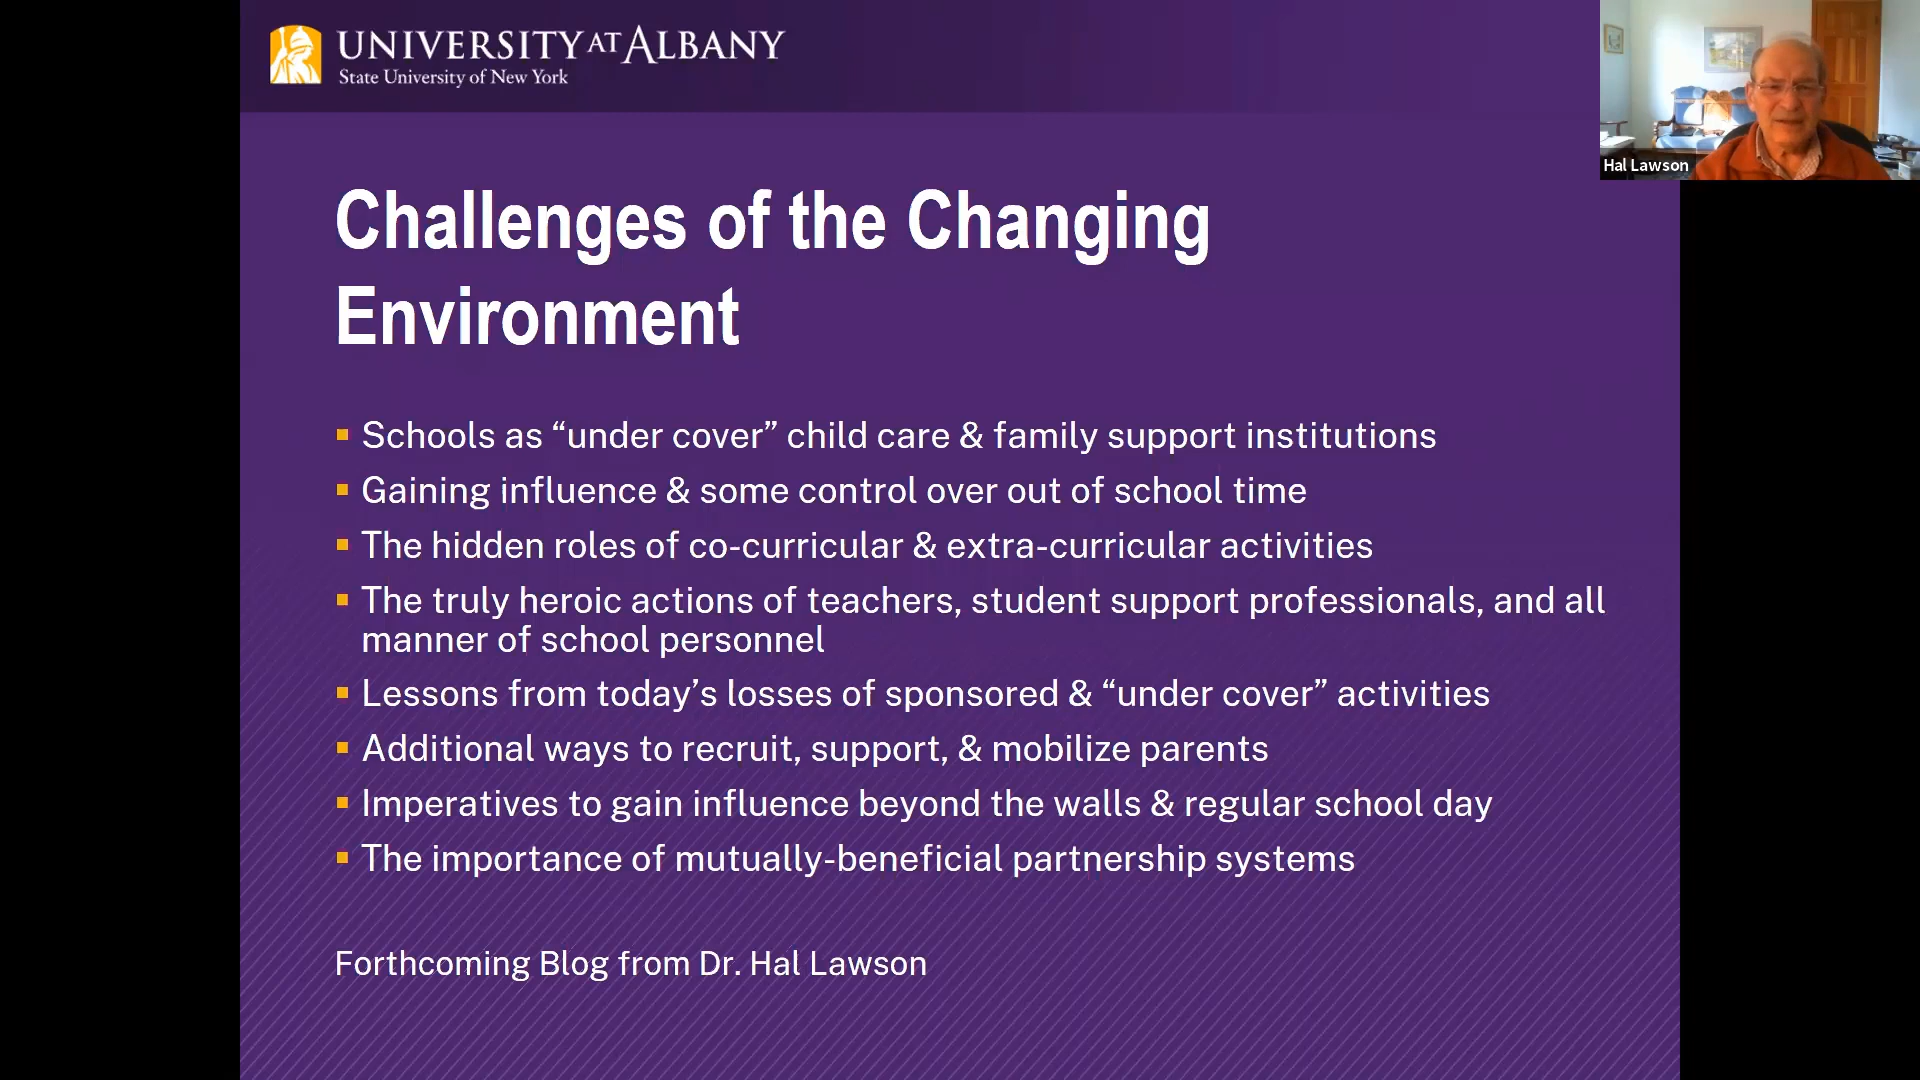 UNIVERSITY AT ALBANY
State University of New York
Hal Lawson
Challenges of the Changing
Environment
▪ Schools as “under cover” child care & family support institutions
▪ Gaining influence & some control over out of school time
▪ The hidden roles of co-curricular & extra-curricular activities
▪ The truly heroic actions of teachers, student support professionals, and all
manner of school personnel
▪ Lessons from today’s losses of sponsored & “under cover” activities
▪ Additional ways to recruit, support, & mobilize parents
▪ Imperatives to gain influence beyond the walls & regular school day
▪ The importance of mutually-beneficial partnership systems
Forthcoming Blog from Dr. Hal Lawson